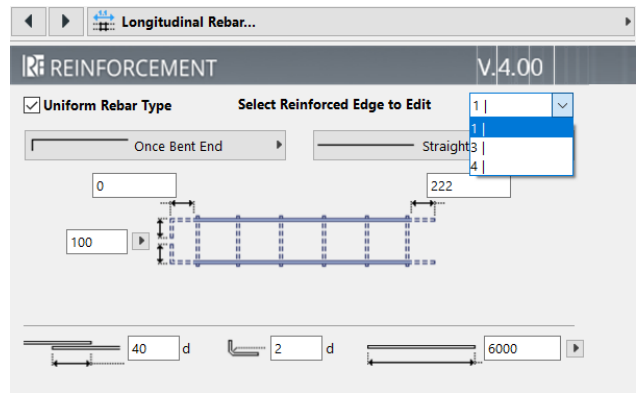 Longitudinal Rebar...
RE REINFORCEMENT V.4.00
Uniform Rebar Type Select Reinforced Edge to Edit 1 |
1 |
Once Bent End Straight 3 |
4 |
0 222
100
40 d 2 d 6000